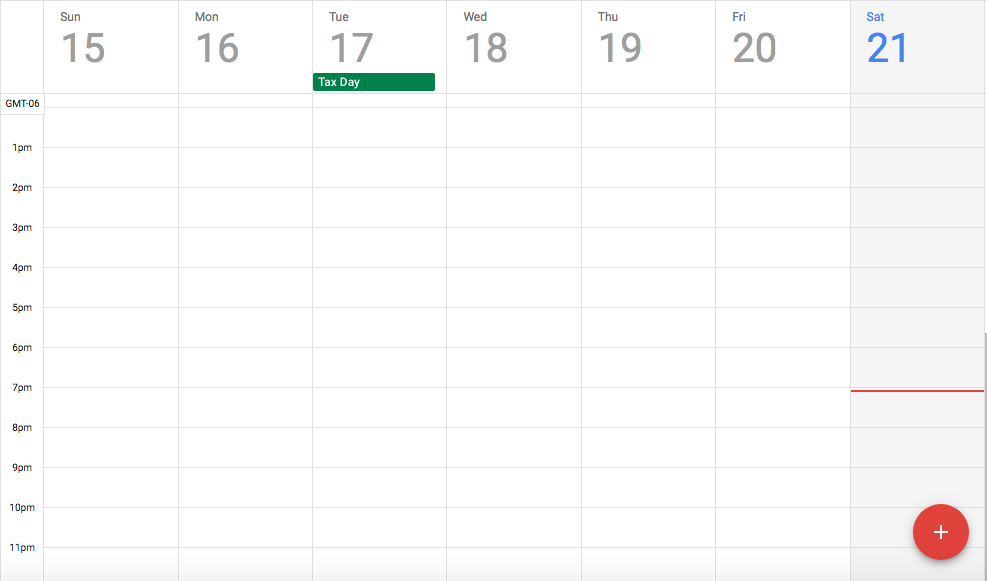 Sun Mon Tue Wed Thu Fri Sat
15 16 17 18 19 20 21
Tax Day
GMT-06
1pm
2pm
3pm
4pm
5pm
6pm
7pm
8pm
9pm
10pm
11pm
+